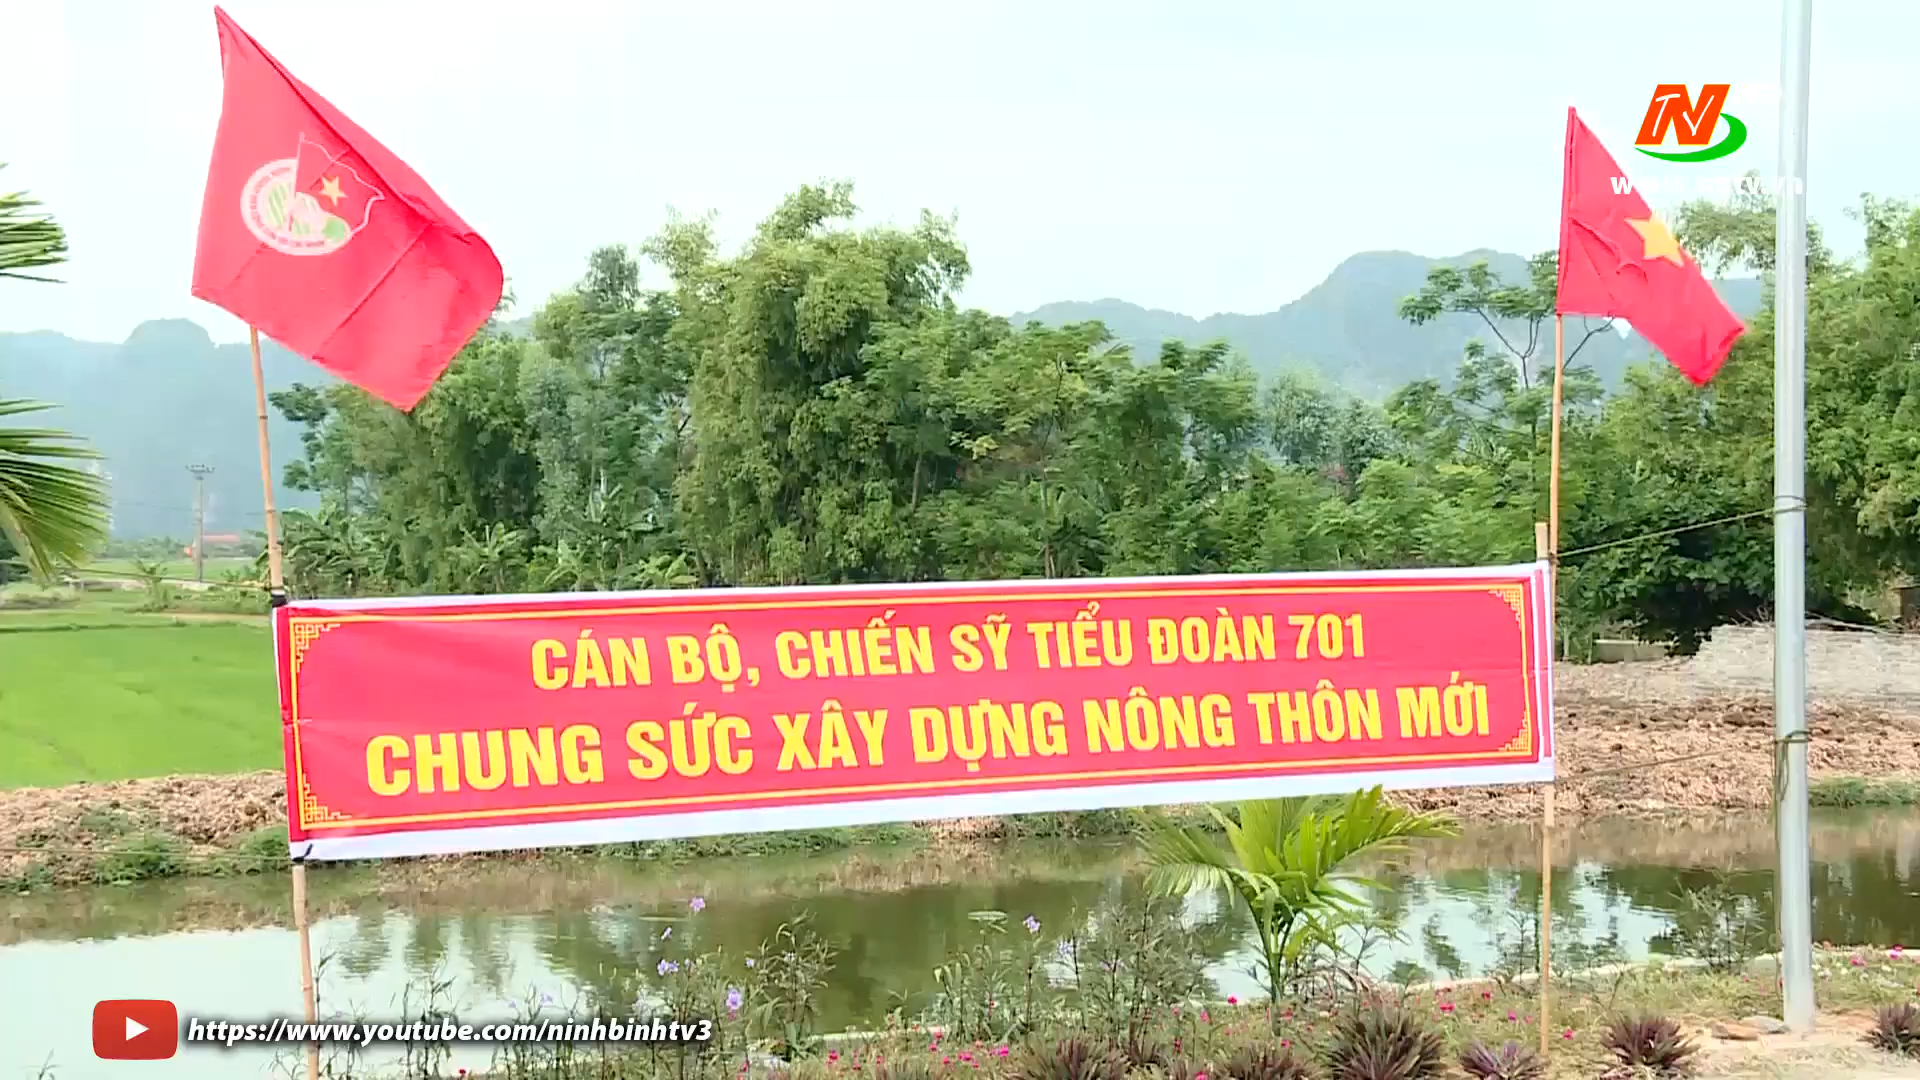 NTV
CÁN BỘ, CHIẾN SỸ TIỂU ĐOÀN 701
CHUNG SỨC XÂY DỰNG NÔNG THÔN MỚI
https://www.youtube.com/ninhbinhtv3